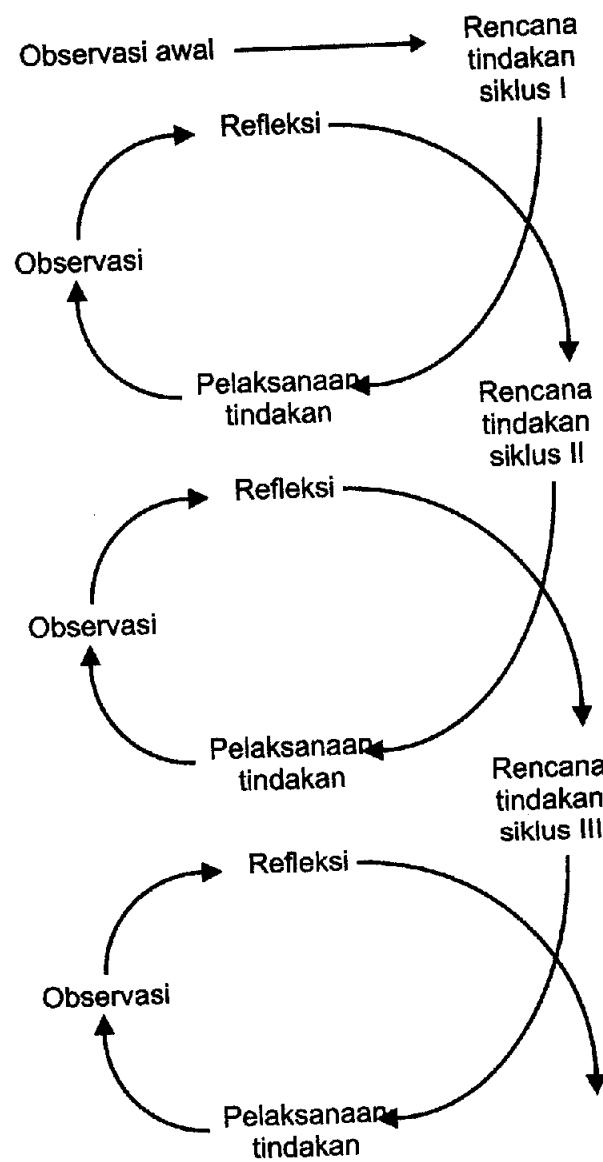 Observasi awal
Rencana
tindakan
siklus I
Refleksi
Observasi
Pelaksanaan
tindakan
Rencana
tindakan
siklus II
Refleksi
Observasi
Pelaksanaan
tindakan
Rencana
tindakan
siklus III
Refleksi
Observasi
Pelaksanaan
tindakan